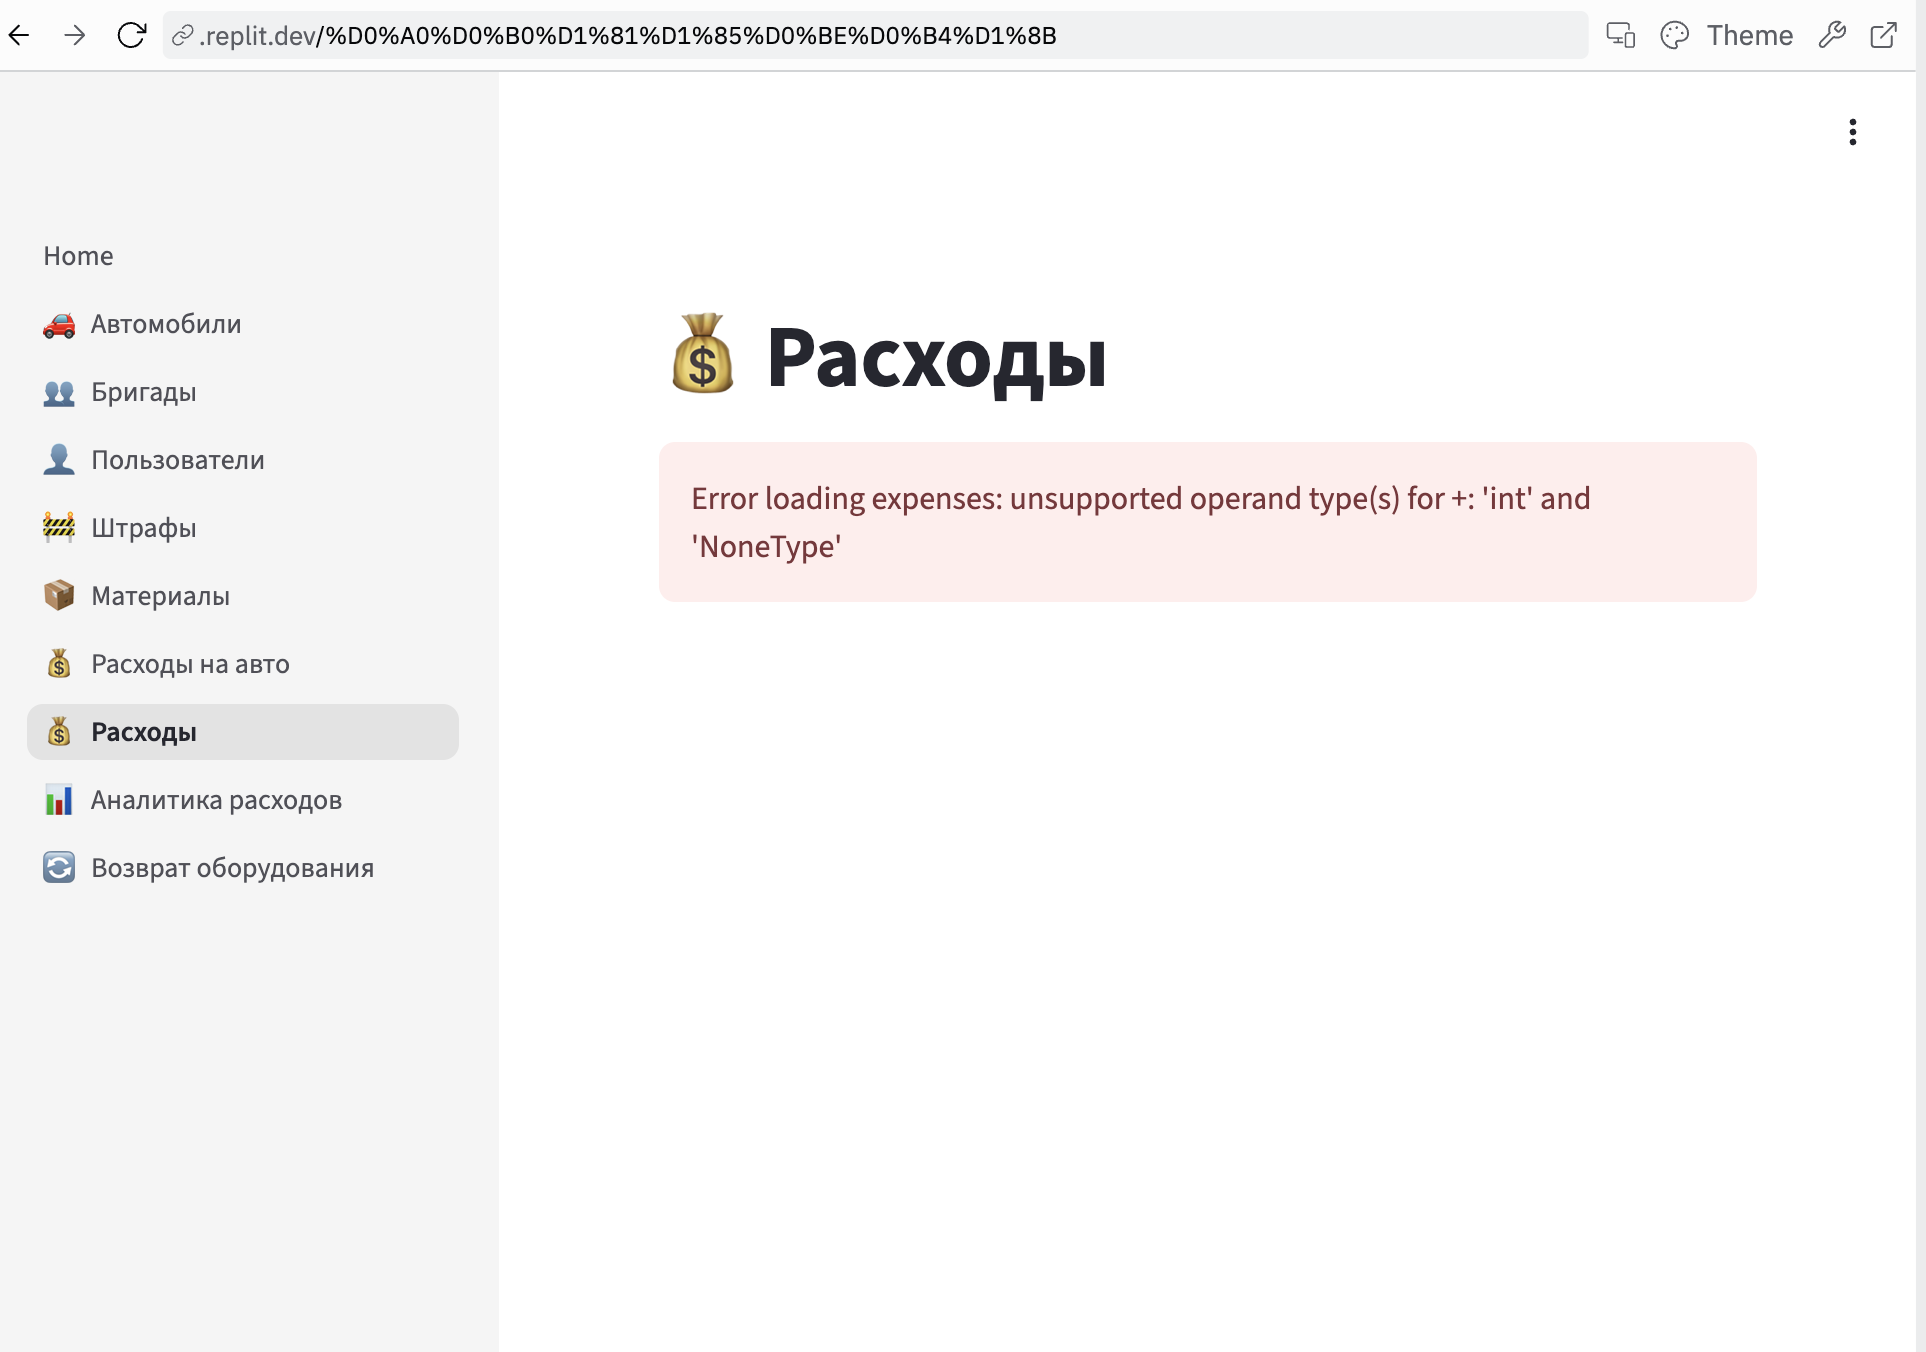 .replit.dev/%D0%A0%D0%B0%D1%81%D1%85%D0%BE%D0%B4%D1%8B
Theme
Home
Автомобили
Бригады
Пользователи
Штрафы
Материалы
Расходы на авто
Расходы
Аналитика расходов
Возврат оборудования
Расходы
Error loading expenses: unsupported operand type(s) for +: 'int' and
'NoneType'